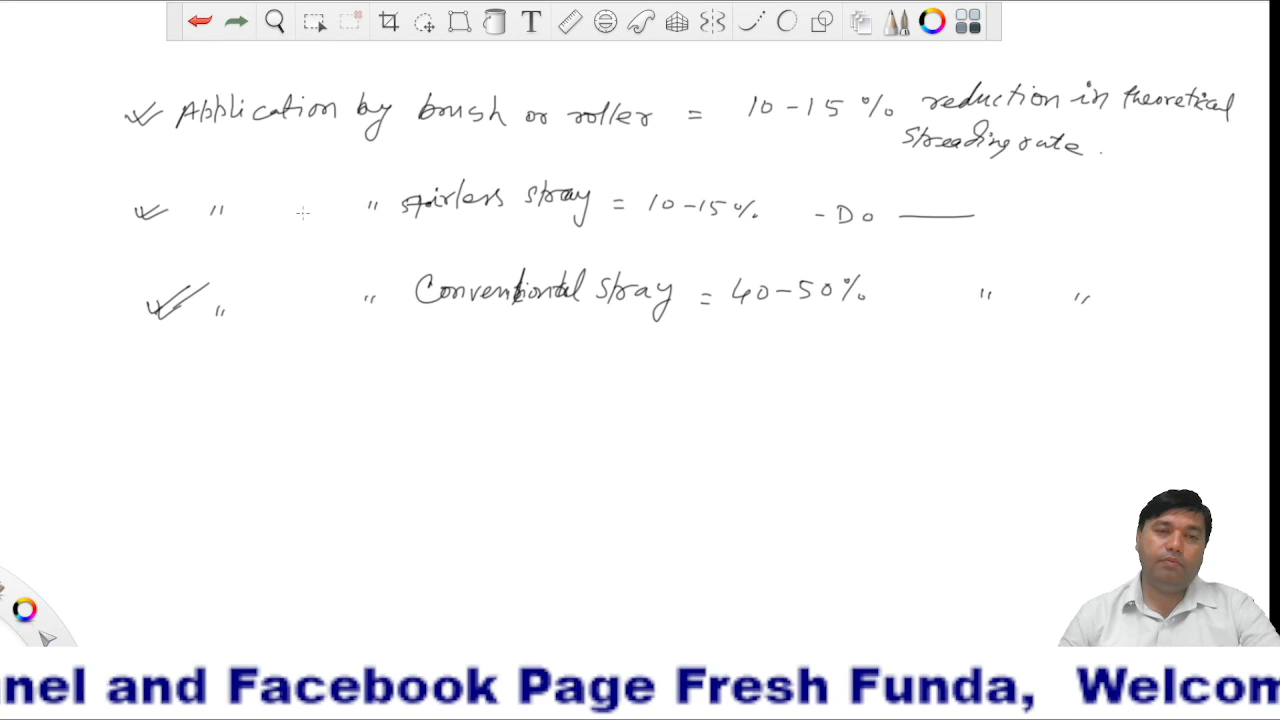 Application by brush or roller = 10-15% reduction in theoretical
spreading rate.
" " airless spray = 10-15% - Do —
" " Conventional spray = 40-50% " "
nnel and Facebook Page Fresh Funda, Welcom